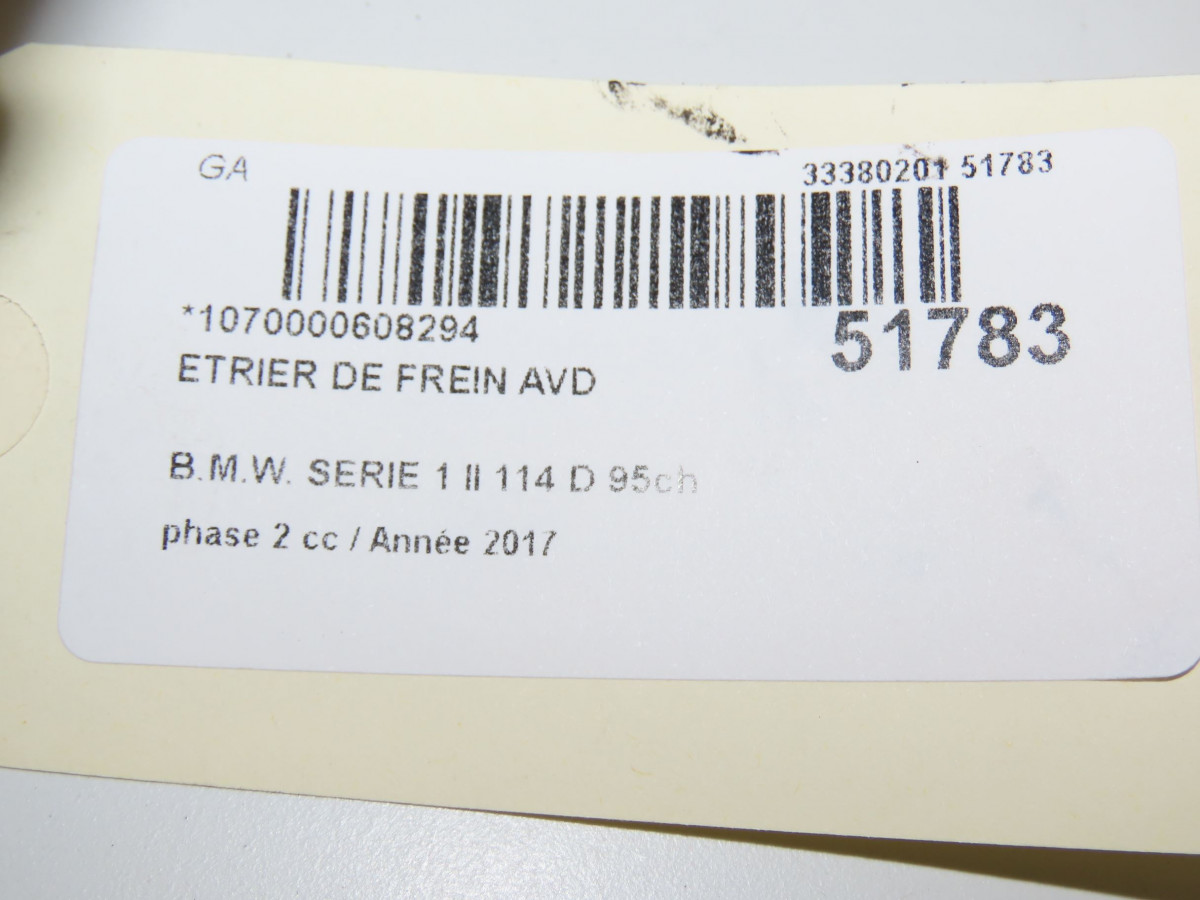 GA 33380201 51783
*1070000608294 51783
ETRIER DE FREIN AVD
B.M.W. SERIE 1 II 114 D 95ch
phase 2 cc / Année 2017